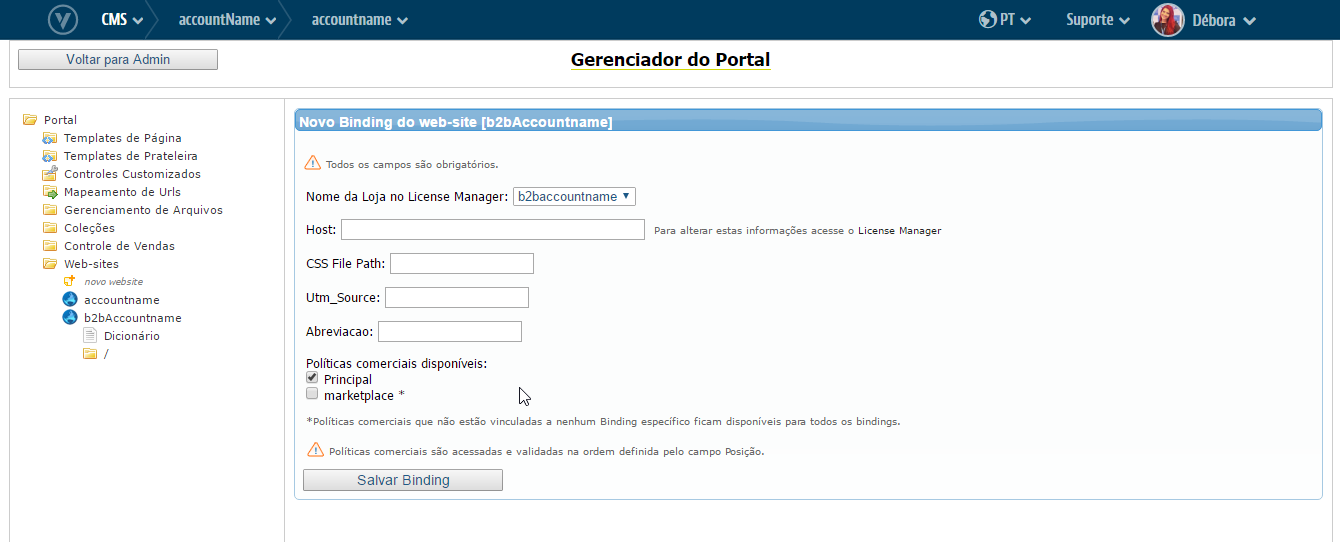 CMS accountName accountname PT Suporte Débora
Voltar para Admin
Gerenciador do Portal
Portal
Templates de Página
Templates de Prateleira
Controles Customizados
Mapeamento de Urls
Gerenciamento de Arquivos
Coleções
Controle de Vendas
Web-sites
novo website
accountname
b2bAccountname
Dicionário
/
Novo Binding do web-site [b2bAccountname]
Todos os campos são obrigatórios.
Nome da Loja no License Manager: b2baccountname
Host: Para alterar estas informações acesse o License Manager
CSS File Path:
Utm_Source:
Abreviacao:
Políticas comerciais disponíveis:
Principal
marketplace *
*Políticas comerciais que não estão vinculadas a nenhum Binding específico ficam disponíveis para todos os bindings.
Políticas comerciais são acessadas e validadas na ordem definida pelo campo Posição.
Salvar Binding